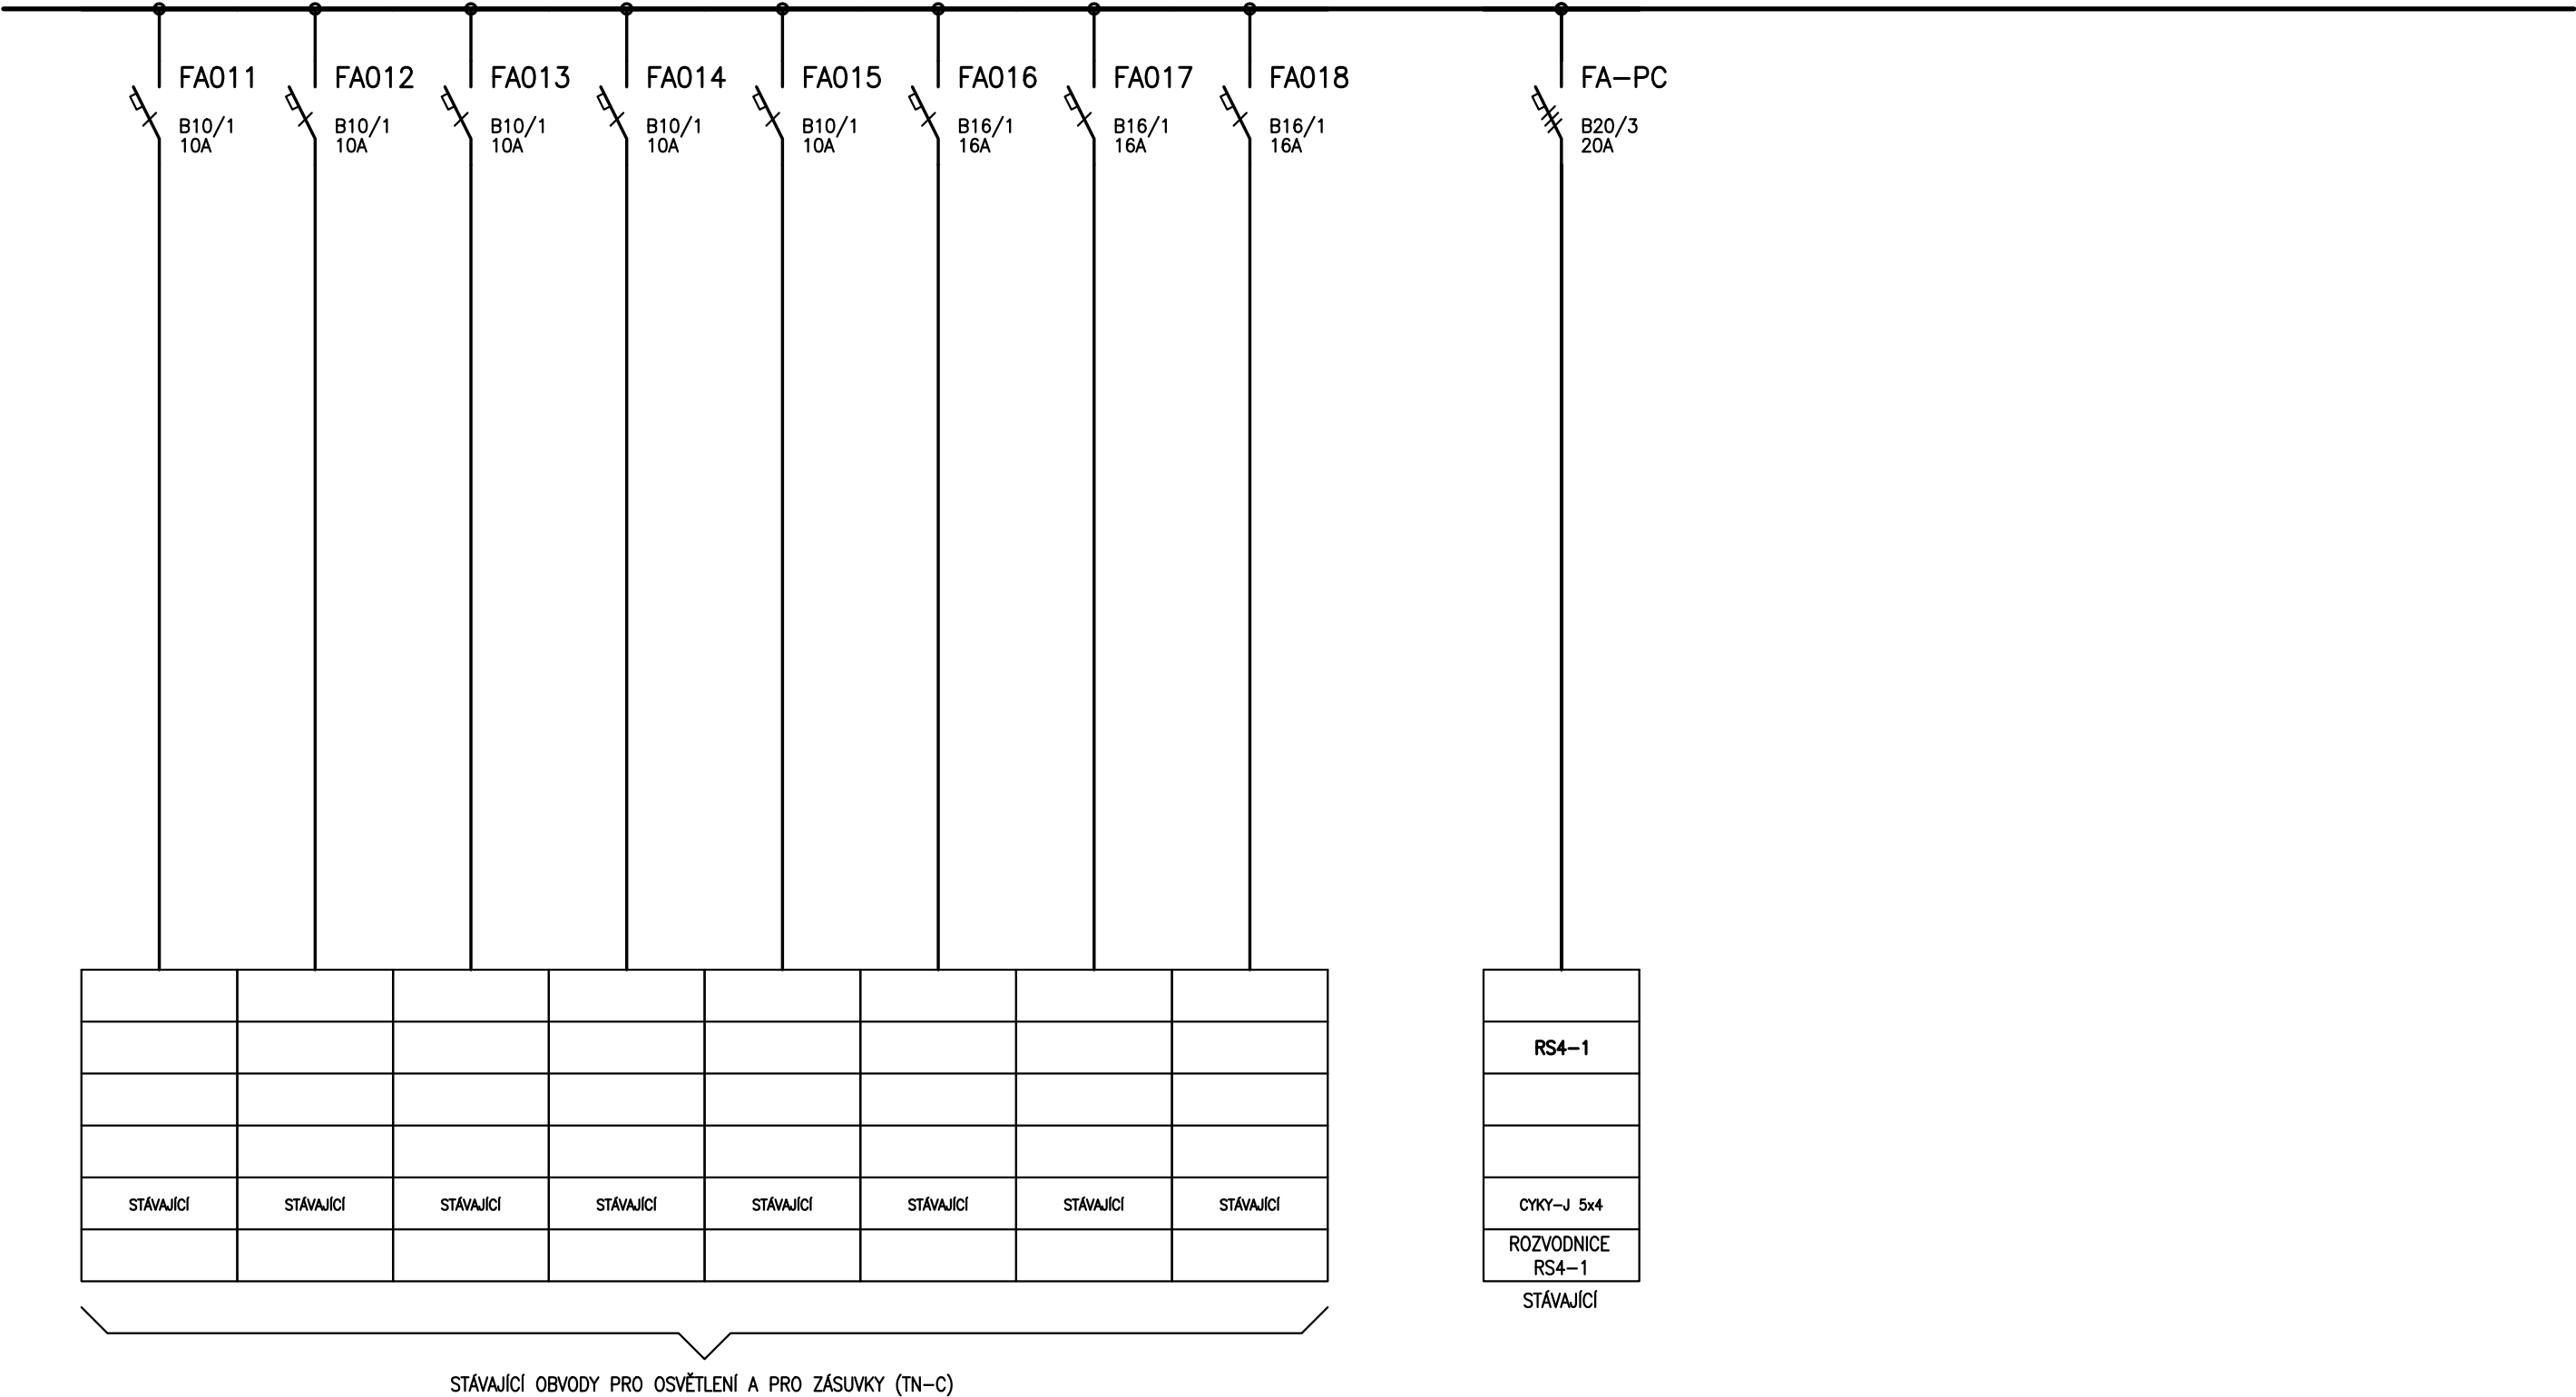 FA011 FA012 FA013 FA014 FA015 FA016 FA017 FA018 FA-PC
B10/1 B10/1 B10/1 B10/1 B10/1 B16/1 B16/1 B16/1 B20/3
10A 10A 10A 10A 10A 16A 16A 16A 20A
RS4-1
STÁVAJÍCÍ STÁVAJÍCÍ STÁVAJÍCÍ STÁVAJÍCÍ STÁVAJÍCÍ STÁVAJÍCÍ STÁVAJÍCÍ STÁVAJÍCÍ CYKY-J 5x4
ROZVODNICE
RS4-1
STÁVAJÍCÍ
STÁVAJÍCÍ OBVODY PRO OSVĚTLENÍ A PRO ZÁSUVKY (TN-C)